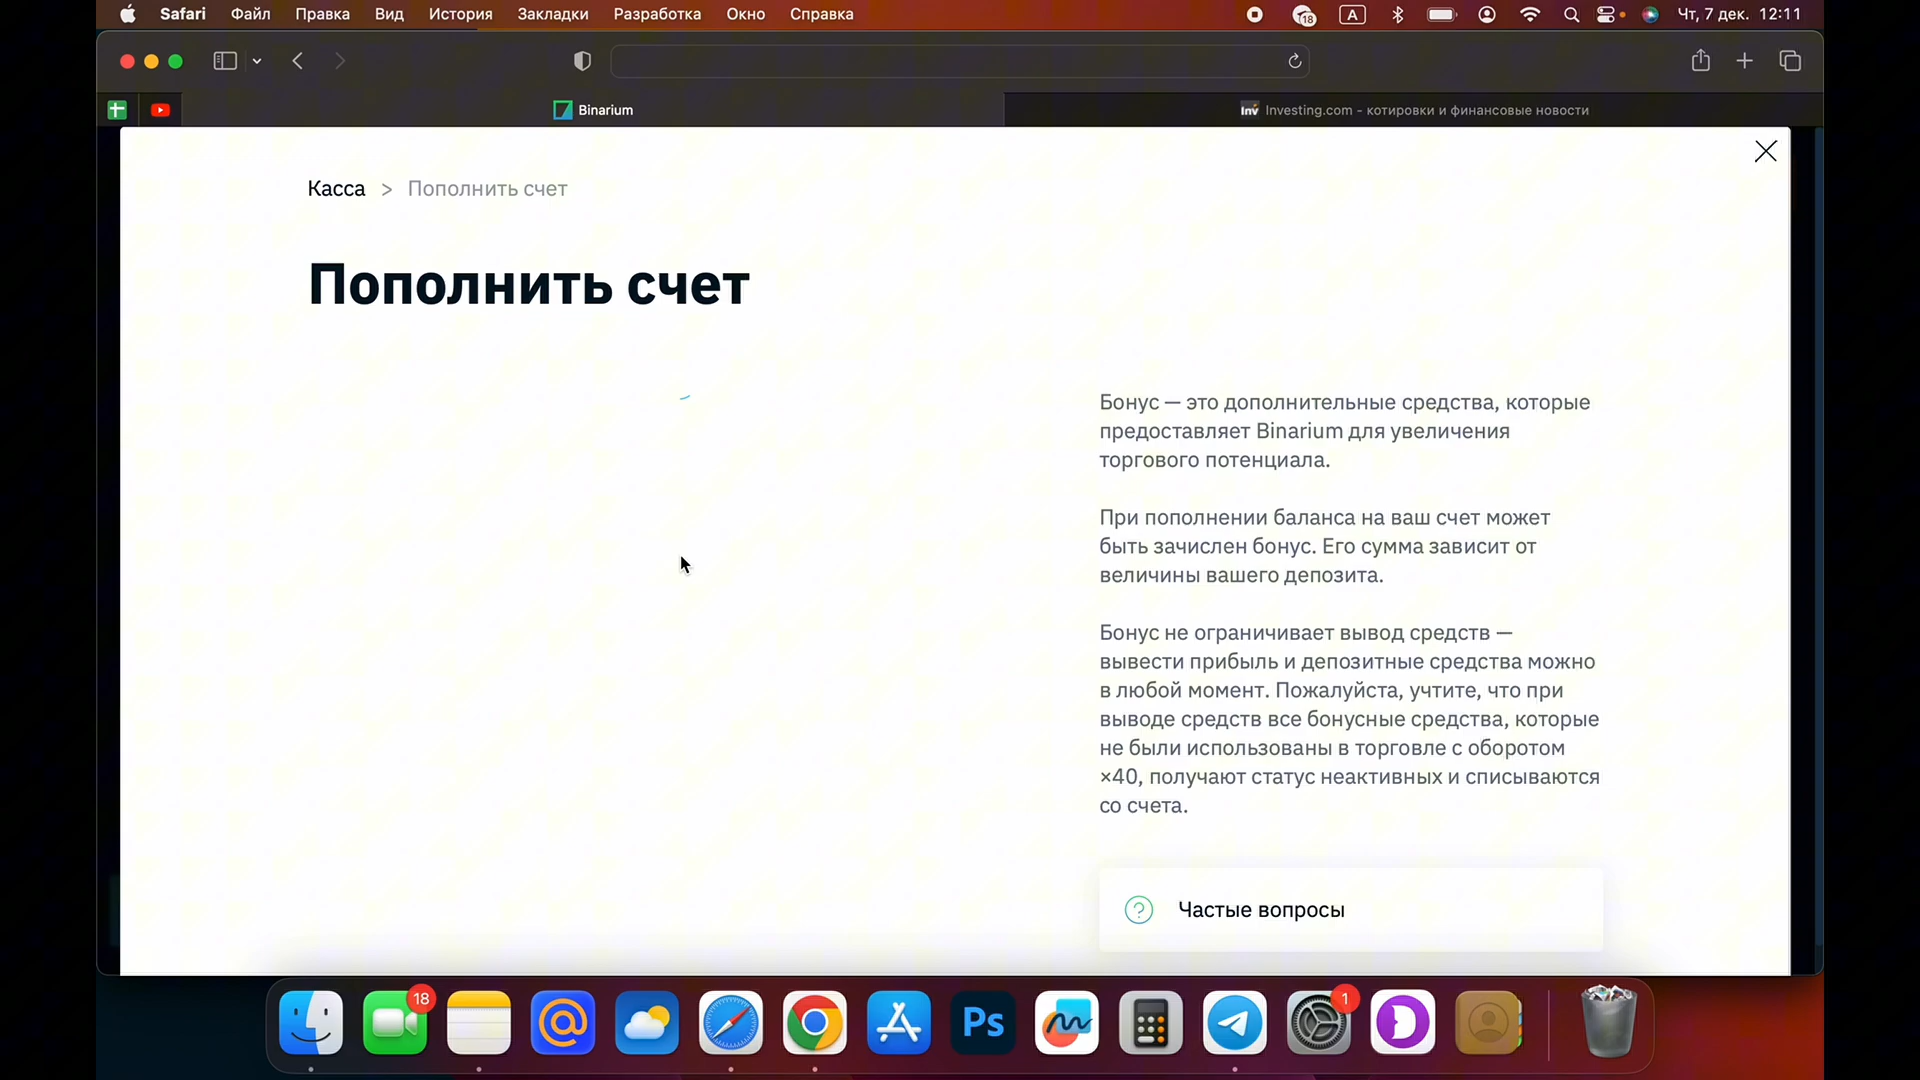 Safari Файл Правка Вид История Закладки Разработка Окно Справка 18 A Чт, 7 дек. 12:11
Binarium
Inv Investing.com - котировки и финансовые новости
Касса > Пополнить счет
Пополнить счет
Бонус — это дополнительные средства, которые
предоставляет Binarium для увеличения
торгового потенциала.
При пополнении баланса на ваш счет может
быть зачислен бонус. Его сумма зависит от
величины вашего депозита.
Бонус не ограничивает вывод средств —
вывести прибыль и депозитные средства можно
в любой момент. Пожалуйста, учтите, что при
выводе средств все бонусные средства, которые
не были использованы в торговле с оборотом
×40, получают статус неактивных и списываются
со счета.
? Частые вопросы
18
@
Ps
1